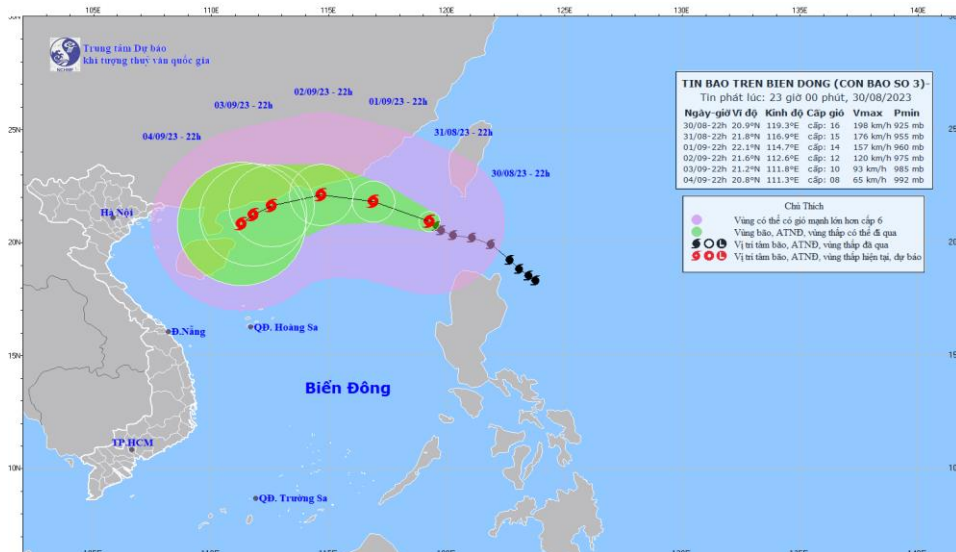 Trung tâm Dự báo
khí tượng thuỷ văn quốc gia
03/09/23 - 22h
02/09/23 - 22h
01/09/23 - 22h
04/09/23 - 22h
31/08/23 - 22h
30/08/23 - 22h
TIN BAO TREN BIEN DONG (CON BAO SO 3)-
Tin phát lúc: 23 giờ 00 phút, 30/08/2023
Ngày-giờ Vĩ độ Kinh độ Cấp gió Vmax Pmin
30/08-22h 20.9°N 119.3°E cấp: 16 198 km/h 925 mb
31/08-22h 21.8°N 116.9°E cấp: 15 176 km/h 955 mb
01/09-22h 22.1°N 114.7°E cấp: 14 157 km/h 960 mb
02/09-22h 21.6°N 112.6°E cấp: 12 120 km/h 975 mb
03/09-22h 21.2°N 111.8°E cấp: 10 93 km/h 985 mb
04/09-22h 20.8°N 111.3°E cấp: 08 65 km/h 992 mb
Chú Thích
Vùng có thể có gió mạnh lớn hơn cấp 6
Vùng bão, ATNĐ, vùng thấp có thể đi qua
Vị trí tâm bão, ATNĐ, vùng thấp đã qua
Vị trí tâm bão, ATNĐ, vùng thấp hiện tại, dự báo
Hà Nội
Đ.Nẵng
QĐ. Hoàng Sa
Biển Đông
TP.HCM
QĐ. Trường Sa
105E 110E 115E 120E 125E 130E 135E 140E
25N 25N
20N 20N
15N 15N
10N 10N